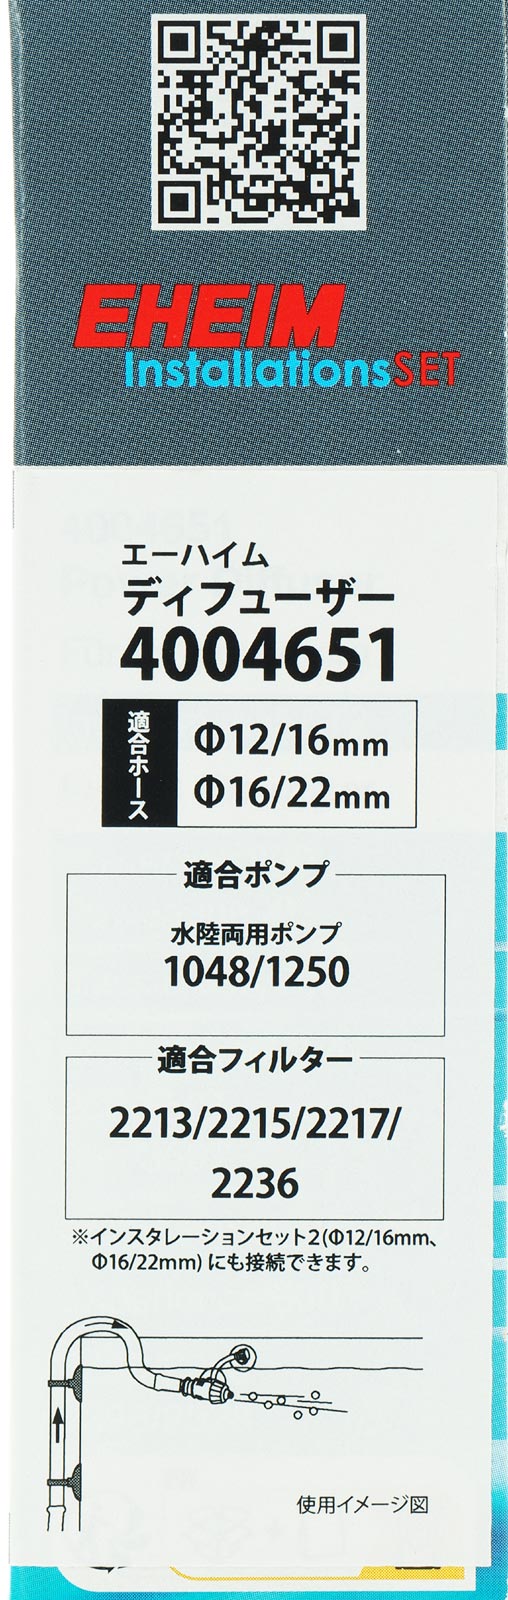 EHEIM
InstallationsSET
エーハイム
ディフューザー
4004651
適合ホース
Φ12/16mm
Φ16/22mm
適合ポンプ
水陸両用ポンプ
1048/1250
適合フィルター
2213/2215/2217/
2236
※インスタレーションセット2(Φ12/16mm、
Φ16/22mm)にも接続できます。
使用イメージ図